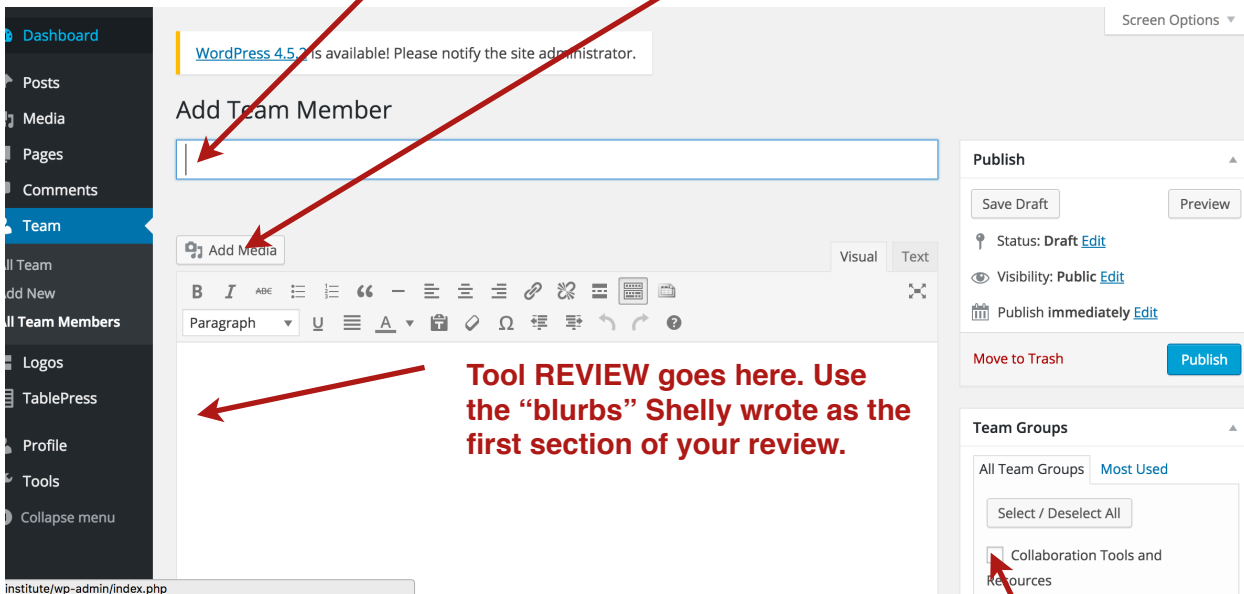 Screen Options
Dashboard
WordPress 4.5.2 is available! Please notify the site administrator.
Posts
Add Team Member
Media
Pages
Publish
Comments
Save Draft
Preview
Team
Status: Draft Edit
Add Media
Visual
Text
All Team
Visibility: Public Edit
Add New
Publish immediately Edit
All Team Members
Paragraph
Move to Trash
Publish
Logos
Tool REVIEW goes here. Use
the “blurbs” Shelly wrote as the
first section of your review.
TablePress
Team Groups
Profile
All Team Groups
Most Used
Tools
Select / Deselect All
Collapse menu
Collaboration Tools and
Resources
institute/wp-admin/index.php